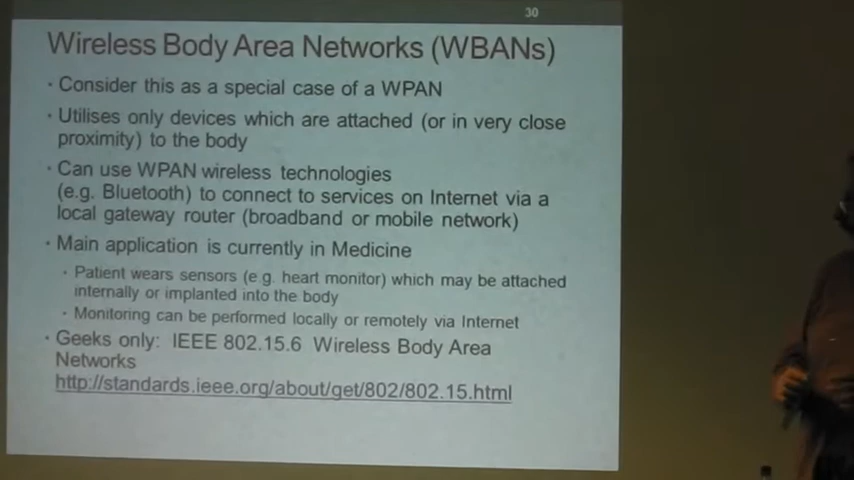 30
Wireless Body Area Networks (WBANs)
• Consider this as a special case of a WPAN
• Utilises only devices which are attached (or in very close
proximity) to the body
• Can use WPAN wireless technologies
(e.g. Bluetooth) to connect to services on Internet via a
local gateway router (broadband or mobile network)
• Main application is currently in Medicine
• Patient wears sensors (e.g. heart monitor) which may be attached
internally or implanted into the body
• Monitoring can be performed locally or remotely via Internet
• Geeks only: IEEE 802.15.6 Wireless Body Area
Networks
http://standards.ieee.org/about/get/802/802.15.html